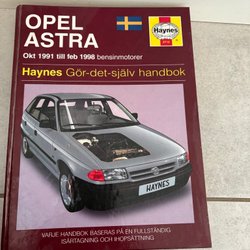 OPEL
ASTRA
Haynes
Okt 1991 till feb 1998 bensinmotorer
Haynes Gör-det-själv handbok
HAYNES
VARJE HANDBOK BASERAS PÅ EN FULLSTÄNDIG
ISÄRTAGNING OCH IHOPSÄTTNING